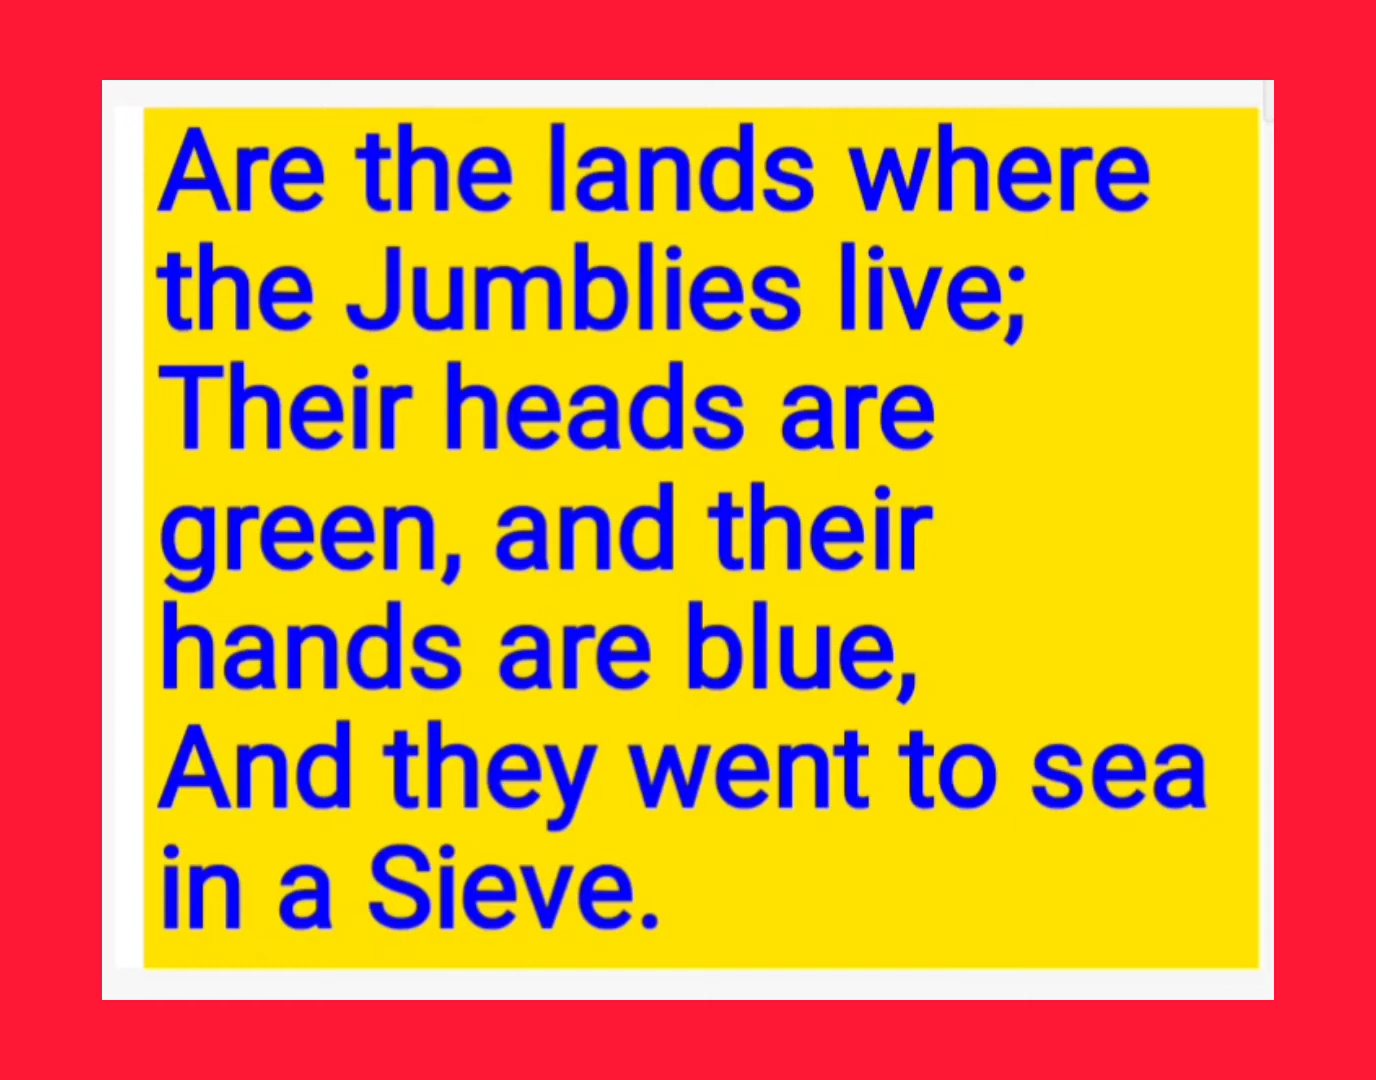 Are the lands where
the Jumblies live;
Their heads are
green, and their
hands are blue,
And they went to sea
in a Sieve.